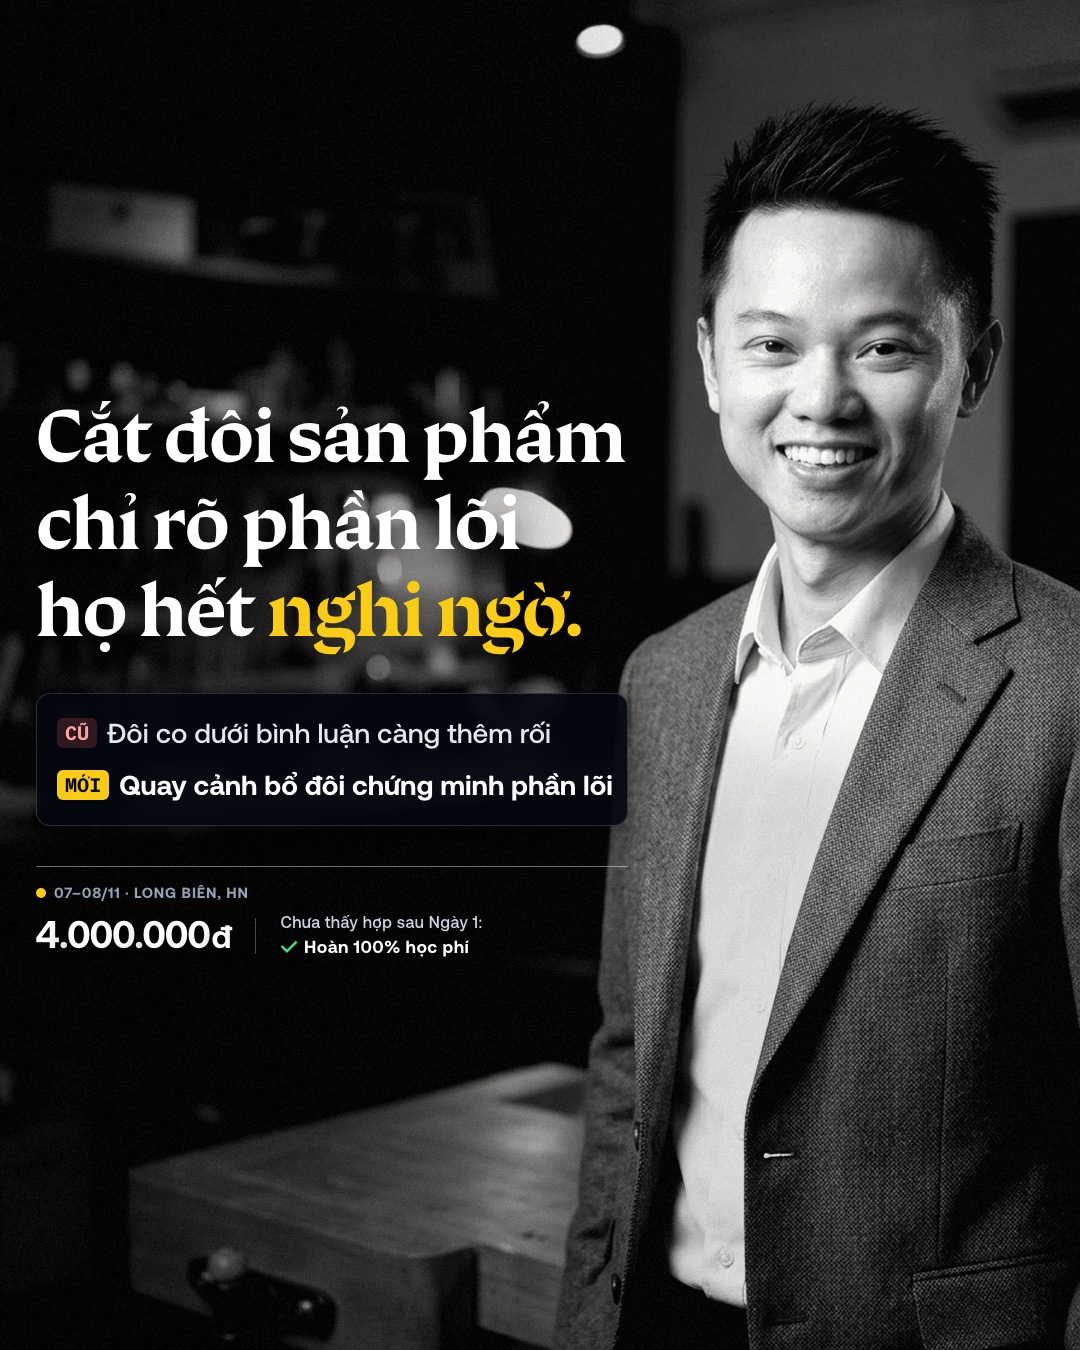 Cắt đôi sản phẩm
chỉ rõ phần lõi
họ hết nghi ngờ.
CŨ Đôi co dưới bình luận càng thêm rối
MỚI Quay cảnh bổ đôi chứng minh phần lõi
07–08/11 · LONG BIÊN, HN
4.000.000đ
Chưa thấy hợp sau Ngày 1:
✓ Hoàn 100% học phí